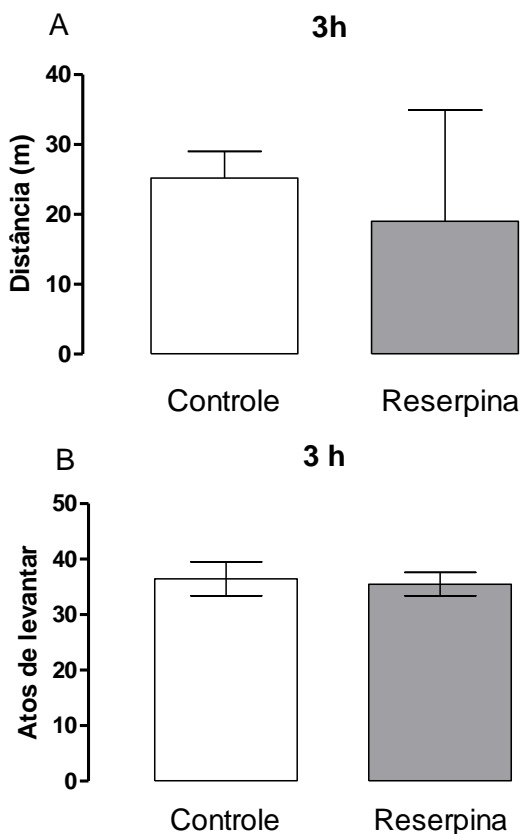 A
3h
40
30
20
10
0
Distância (m)
Controle Reserpina
B
3 h
50
40
30
20
10
0
Atos de levantar
Controle Reserpina